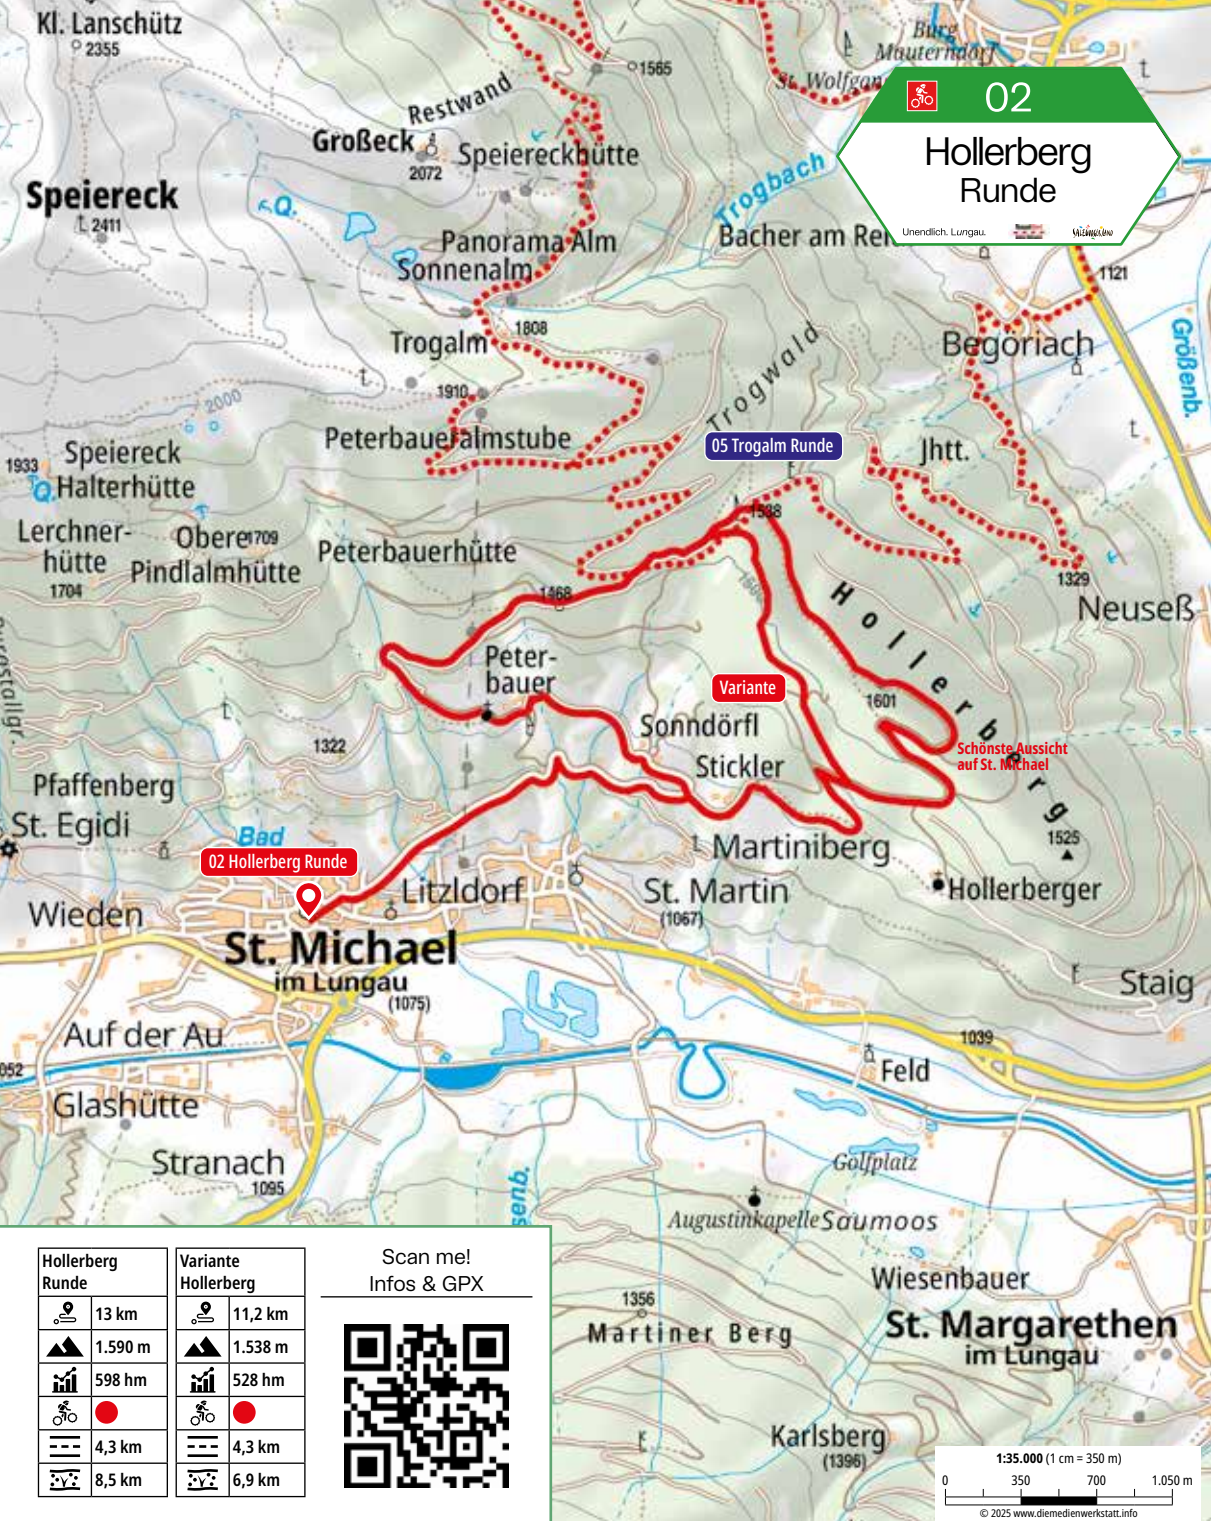 Kl. Lanschütz
2355
Burg
Mauterndorf
1565
St. Wolfgan
Restwand
02
Großeck
Speiereckhütte
2072
Hollerberg
Runde
Trogbach
Speiereck
Q.
2411
Bacher am Rei
Unendlich. Lungau.
Panorama Alm
Sonnenalm
1121
1808
Trogalm
Begöriach
Größenb.
1910
2000
Trogwald
Peterbaueralmstube
05 Trogalm Runde
Jhtt.
1933
Speiereck
Q.
Halterhütte
Lerchner-
hütte
1704
Obere
1709
Pindlalmhütte
Peterbauerhütte
1538
1468
1329
Neuseß
Hollerberg
Peter-
bauer
Variante
1601
Sonndörfl
1322
Schönste Aussicht
auf St. Michael
Stickler
Pfaffenberg
St. Egidi
Bad
1525
Martiniberg
02 Hollerberg Runde
Litzldorf
St. Martin
(1067)
Hollerberger
Wieden
St. Michael
im Lungau
(1075)
Staig
Auf der Au
1039
052
Feld
Glashütte
Golfplatz
Stranach
1095
senb.
Augustinkapelle
Saumoos
Wiesenbauer
1356
Martiner Berg
St. Margarethen
im Lungau
Karlsberg
(1396)
Hollerberg
Runde
13 km
1.590 m
598 hm
4,3 km
8,5 km
Variante
Hollerberg
11,2 km
1.538 m
528 hm
4,3 km
6,9 km
Scan me!
Infos & GPX
1:35.000 (1 cm = 350 m)
0 350 700 1.050 m
© 2025 www.diemedienwerkstatt.info